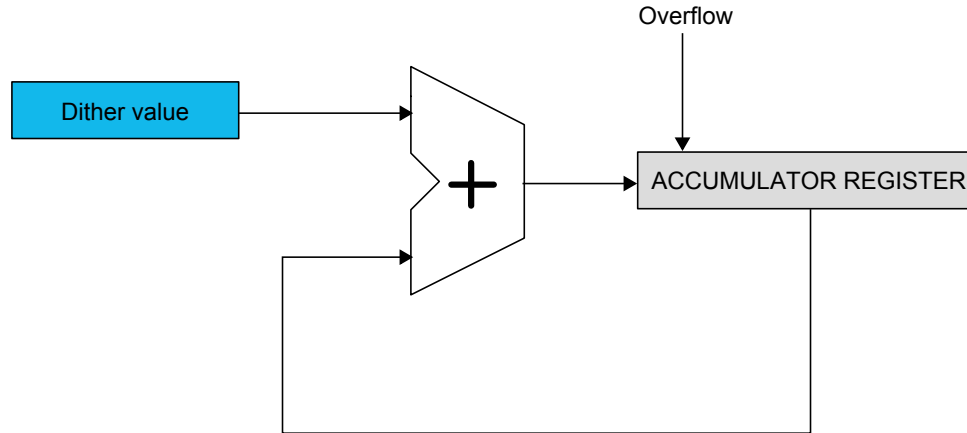 Overflow
Dither value
+
ACCUMULATOR REGISTER